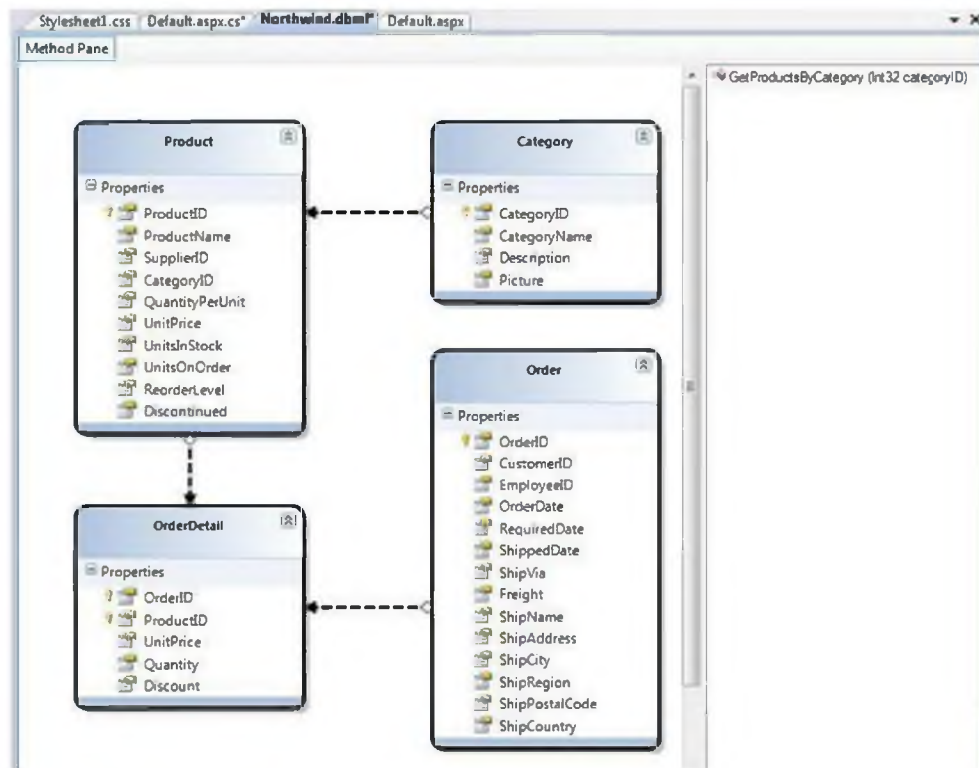 Stylesheet1.css Default.aspx.cs* Northwind.dbml* Default.aspx
Method Pane
GetProductsByCategory (Int32 categoryID)
Product
Properties
ProductID
ProductName
SupplierID
CategoryID
QuantityPerUnit
UnitPrice
UnitsInStock
UnitsOnOrder
ReorderLevel
Discontinued
Category
Properties
CategoryID
CategoryName
Description
Picture
OrderDetail
Properties
OrderID
ProductID
UnitPrice
Quantity
Discount
Order
Properties
OrderID
CustomerID
EmployeeID
OrderDate
RequiredDate
ShippedDate
ShipVia
Freight
ShipName
ShipAddress
ShipCity
ShipRegion
ShipPostalCode
ShipCountry